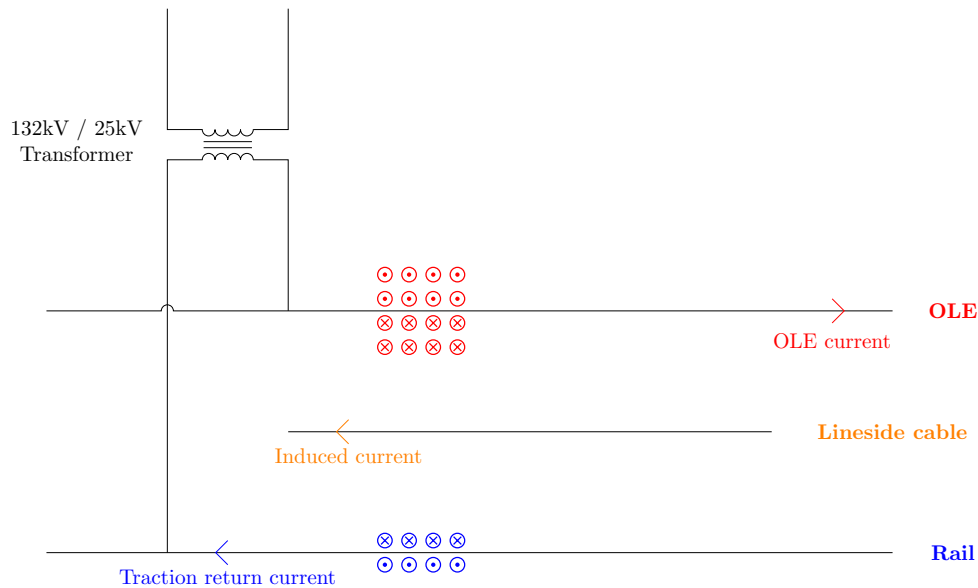 132kV / 25kV
Transformer
OLE
OLE current
Lineside cable
Induced current
Rail
Traction return current